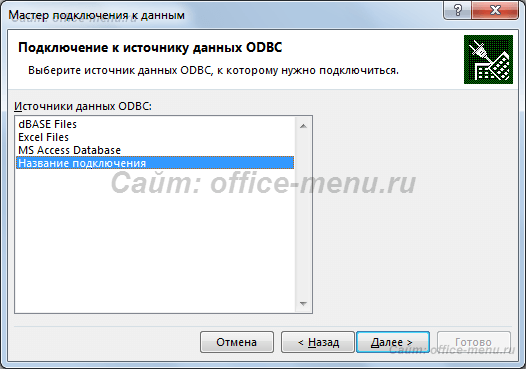 Мастер подключения к данным
Подключение к источнику данных ODBC
Выберите источник данных ODBC, к которому нужно подключиться.
Источники данных ODBC:
dBASE Files
Excel Files
MS Access Database
Название подключения
Сайт: office-menu.ru
Отмена
< Назад
Далее >
Готово
Сайт: office-menu.ru